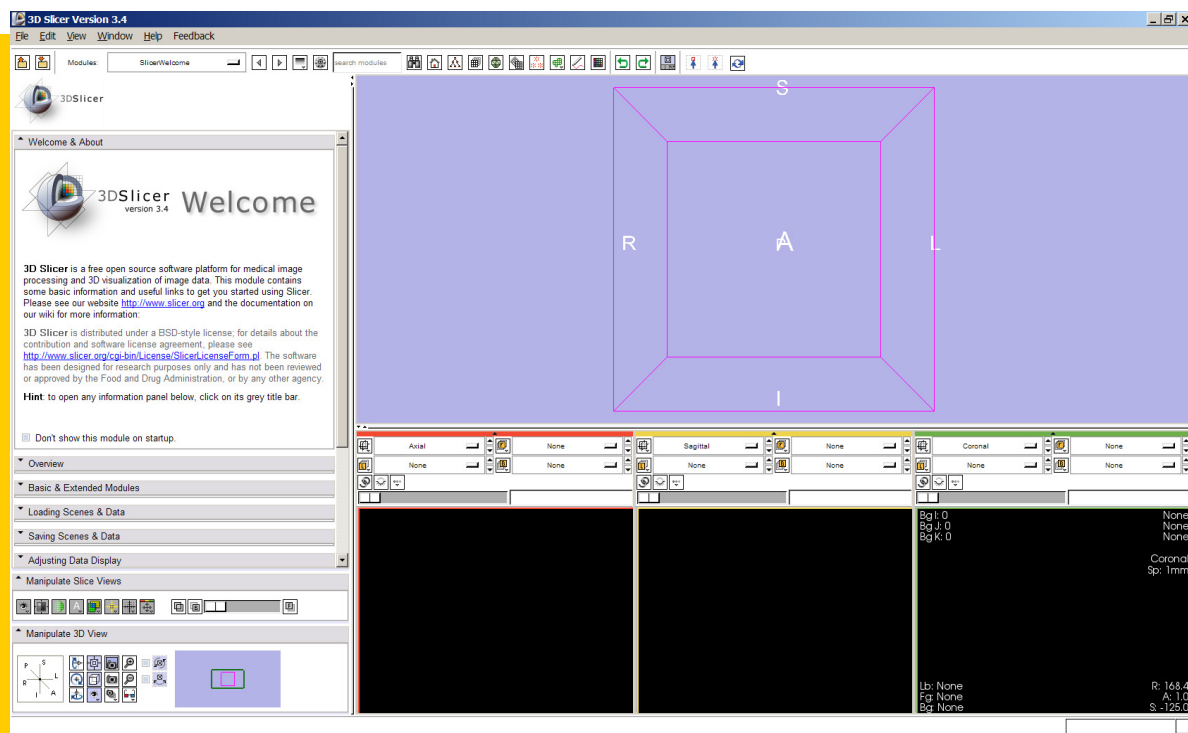 3D Slicer Version 3.4
File Edit View Window Help Feedback
Modules: SlicerWelcome search modules
3DSlicer
Welcome & About
3DSlicer
version 3.4
Welcome
3D Slicer is a free open source software platform for medical image
processing and 3D visualization of image data. This module contains
some basic information and useful links to get you started using Slicer.
Please see our website http://www.slicer.org and the documentation on
our wiki for more information:
3D Slicer is distributed under a BSD-style license; for details about the
contribution and software license agreement, please see
http://www.slicer.org/cgi-bin/License/SlicerLicenseForm.pl. The software
has been designed for research purposes only and has not been reviewed
or approved by the Food and Drug Administration, or by any other agency.
Hint: to open any information panel below, click on its grey title bar.
Don't show this module on startup.
Overview
Basic & Extended Modules
Loading Scenes & Data
Saving Scenes & Data
Adjusting Data Display
Manipulate Slice Views
Manipulate 3D View
P S
R L
I A
S
R A L
P
I
Axial None
None None
Sagittal None
None None
Coronal None
None None
Bg I: 0 None
Bg J: 0 None
Bg K: 0 None
Coronal
Sp: 1mm
Lb: None R: 168.4
Fg: None A: 1.0
Bg: None S: -125.0